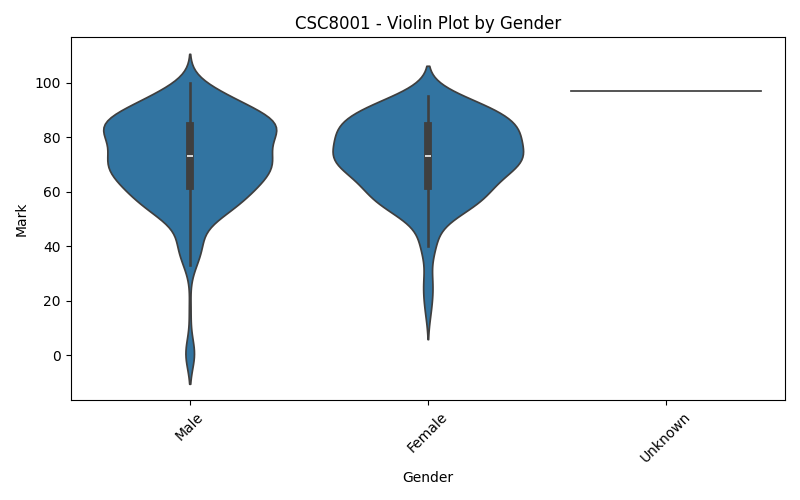 CSC8001 - Violin Plot by Gender
Mark
100
80
60
40
20
0
Male
Female
Unknown
Gender